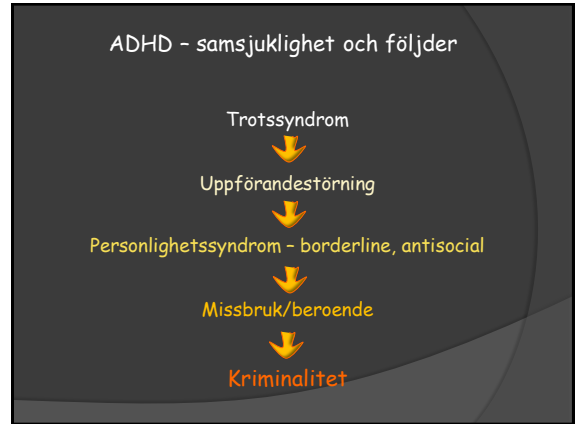 ADHD – samsjuklighet och följder
Trotssyndrom
Uppförandestörning
Personlighetssyndrom – borderline, antisocial
Missbruk/beroende
Kriminalitet